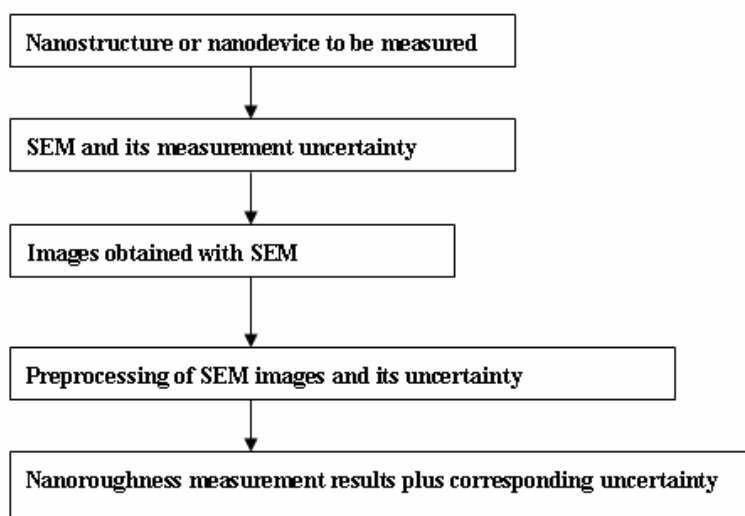 Nanostructure or nanodevice to be measured
SEM and its measurement uncertainty
Images obtained with SEM
Preprocessing of SEM images and its uncertainty
Nanoroughness measurement results plus corresponding uncertainty